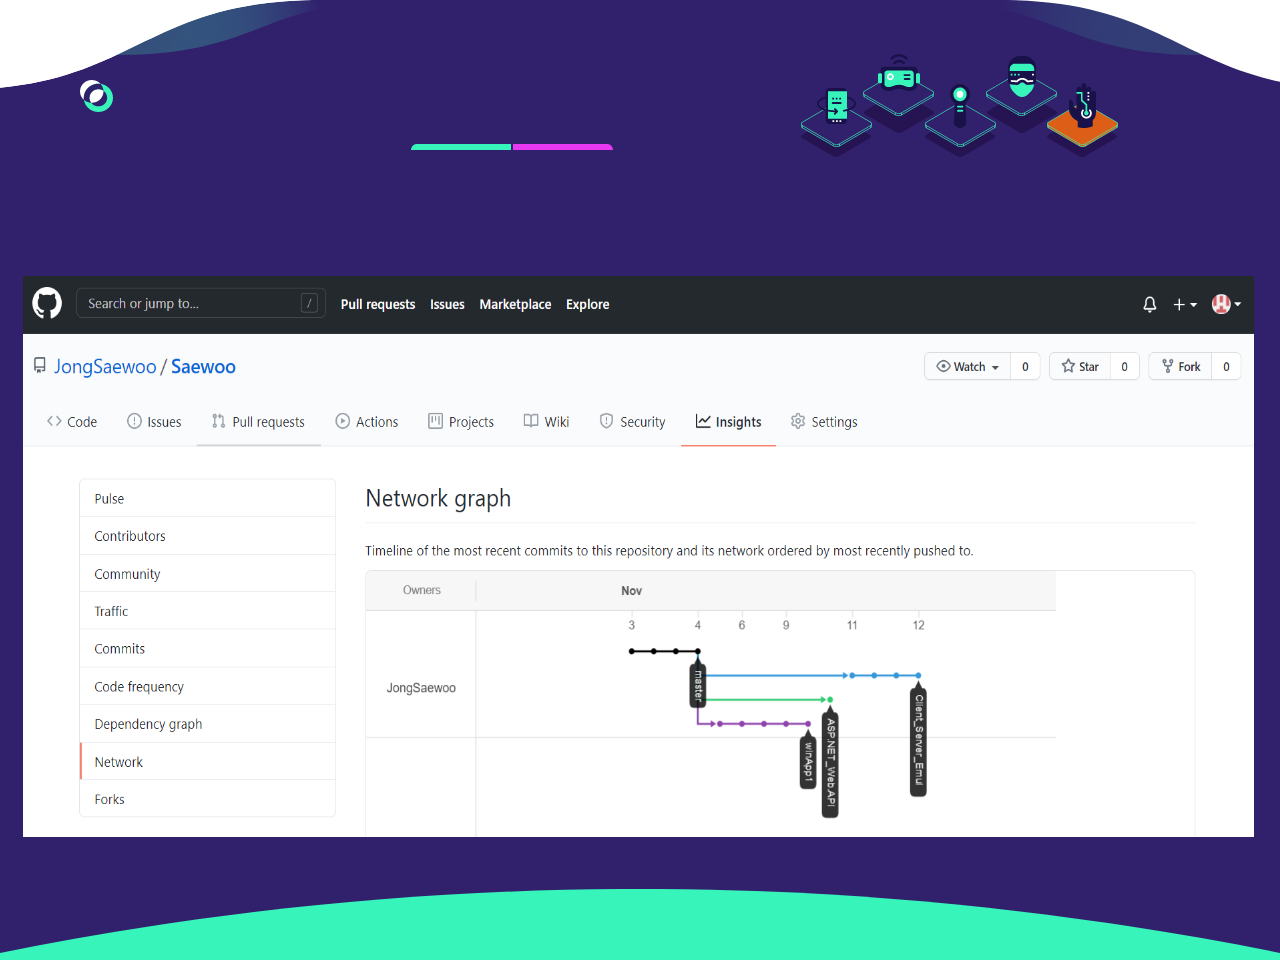 Search or jump to...
/
Pull requests
Issues
Marketplace
Explore
JongSaewoo / Saewoo
Watch
0
Star
0
Fork
0
Code
Issues
Pull requests
Actions
Projects
Wiki
Security
Insights
Settings
Pulse
Contributors
Community
Traffic
Commits
Code frequency
Dependency graph
Network
Forks
Network graph
Timeline of the most recent commits to this repository and its network ordered by most recently pushed to.
Owners
Nov
3
4
6
9
11
12
JongSaewoo
master
winApp1
ASP.NET_Web.API
Client_Server_Emul